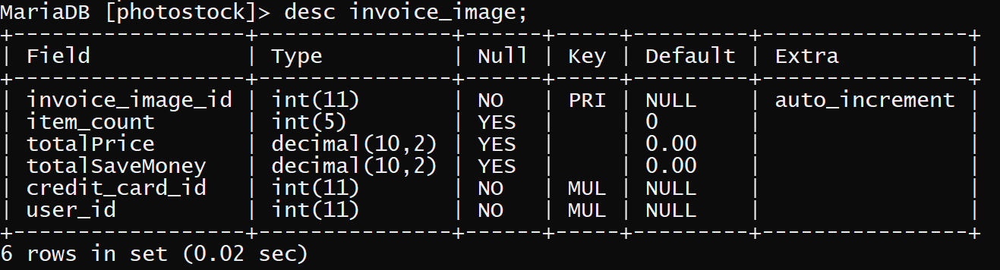 MariaDB [photostock]> desc invoice_image;
+------------------+---------------+------+-----+---------+----------------+
| Field            | Type          | Null | Key | Default | Extra          |
+------------------+---------------+------+-----+---------+----------------+
| invoice_image_id | int(11)       | NO   | PRI | NULL    | auto_increment |
| item_count       | int(5)        | YES  |     | 0       |                |
| totalPrice       | decimal(10,2) | YES  |     | 0.00    |                |
| totalSaveMoney   | decimal(10,2) | YES  |     | 0.00    |                |
| credit_card_id   | int(11)       | NO   | MUL | NULL    |                |
| user_id          | int(11)       | NO   | MUL | NULL    |                |
+------------------+---------------+------+-----+---------+----------------+
6 rows in set (0.02 sec)